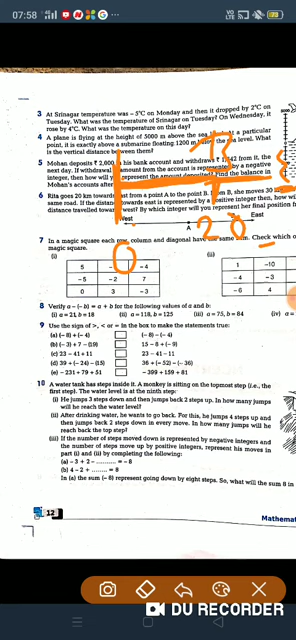 07:58
VO LTE
3 At Srinagar temperature was –5°C on Monday and then it dropped by 2°C on
Tuesday. What was the temperature of Srinagar on Tuesday? On Wednesday, it
rose by 4°C. What was the temperature on this day?
4 A plane is flying at the height of 5000 m above the sea level. At a particular
point, it is exactly above a submarine floating 1200 m below the sea level. What
is the vertical distance between them?
5 Mohan deposits ₹ 2,000 in his bank account and withdraws ₹ 1,642 from it, the
next day. If withdrawal of amount from the account is represented by a negative
integer, then how will you represent the amount deposited? Find the balance in
Mohan's accounts after
6 Rita goes 20 km towards east from a point A to the point B. From B, she moves 30
same road. If the distance towards east is represented by a positive integer then, how will
distance travelled towards west? By which integer will you represent her final position
West East
A
20
0
7 In a magic square each row, column and diagonal have the same sum. Check which
magic square.
(i) (ii)
5 – –4 1 –10
–5 –2 7 –4 –3
0 3 –3 –6 4
8 Verify a – (–b) = a + b for the following values of a and b:
(i) a = 21, b = 18 (ii) a = 118, b = 125 (iii) a = 75, b = 84 (iv) a =
9 Use the sign of >, < or = in the box to make the statements true:
(a) (–8) + (–4) (–8) – (–4)
(b) (–3) + 7 – (19) 15 – 8 + (–9)
(c) 23 – 41 + 11 23 – 41 – 11
(d) 39 + (–24) – (15) 36 + (–52) – (–36)
(e) –231 + 79 + 51 –399 + 159 + 81
10 A water tank has steps inside it. A monkey is sitting on the topmost step (i.e., the
first step). The water level is at the ninth step:
(i) He jumps 3 steps down and then jumps back 2 steps up. In how many jumps
will he reach the water level?
(ii) After drinking water, he wants to go back. For this, he jumps 4 steps up and
then jumps back 2 steps down in every move. In how many jumps will he
reach back the top step?
(iii) If the number of steps moved down is represented by negative integers and
the number of steps move up by positive integers, represent his moves in
part (i) and (ii) by completing the following:
(a) –3 + 2 – .......... = –8
(b) 4 – 2 + ........ = 8
In (a) the sum (–8) represent going down by eight steps. So, what will the sum 8 in
12
Mathema
DU RECORDER